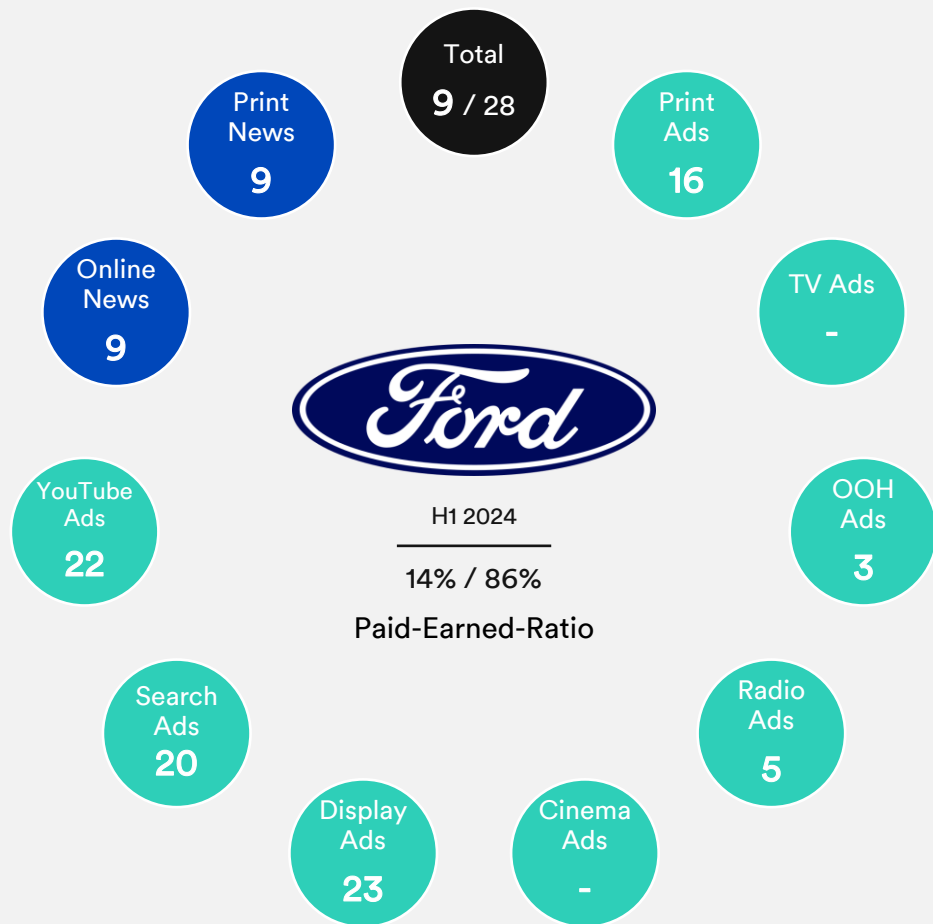 Total
9 / 28
Print
Ads
16
TV Ads
-
OOH
Ads
3
Radio
Ads
5
Cinema
Ads
-
Display
Ads
23
Search
Ads
20
YouTube
Ads
22
Online
News
9
Print
News
9
Ford
H1 2024
14% / 86%
Paid-Earned-Ratio